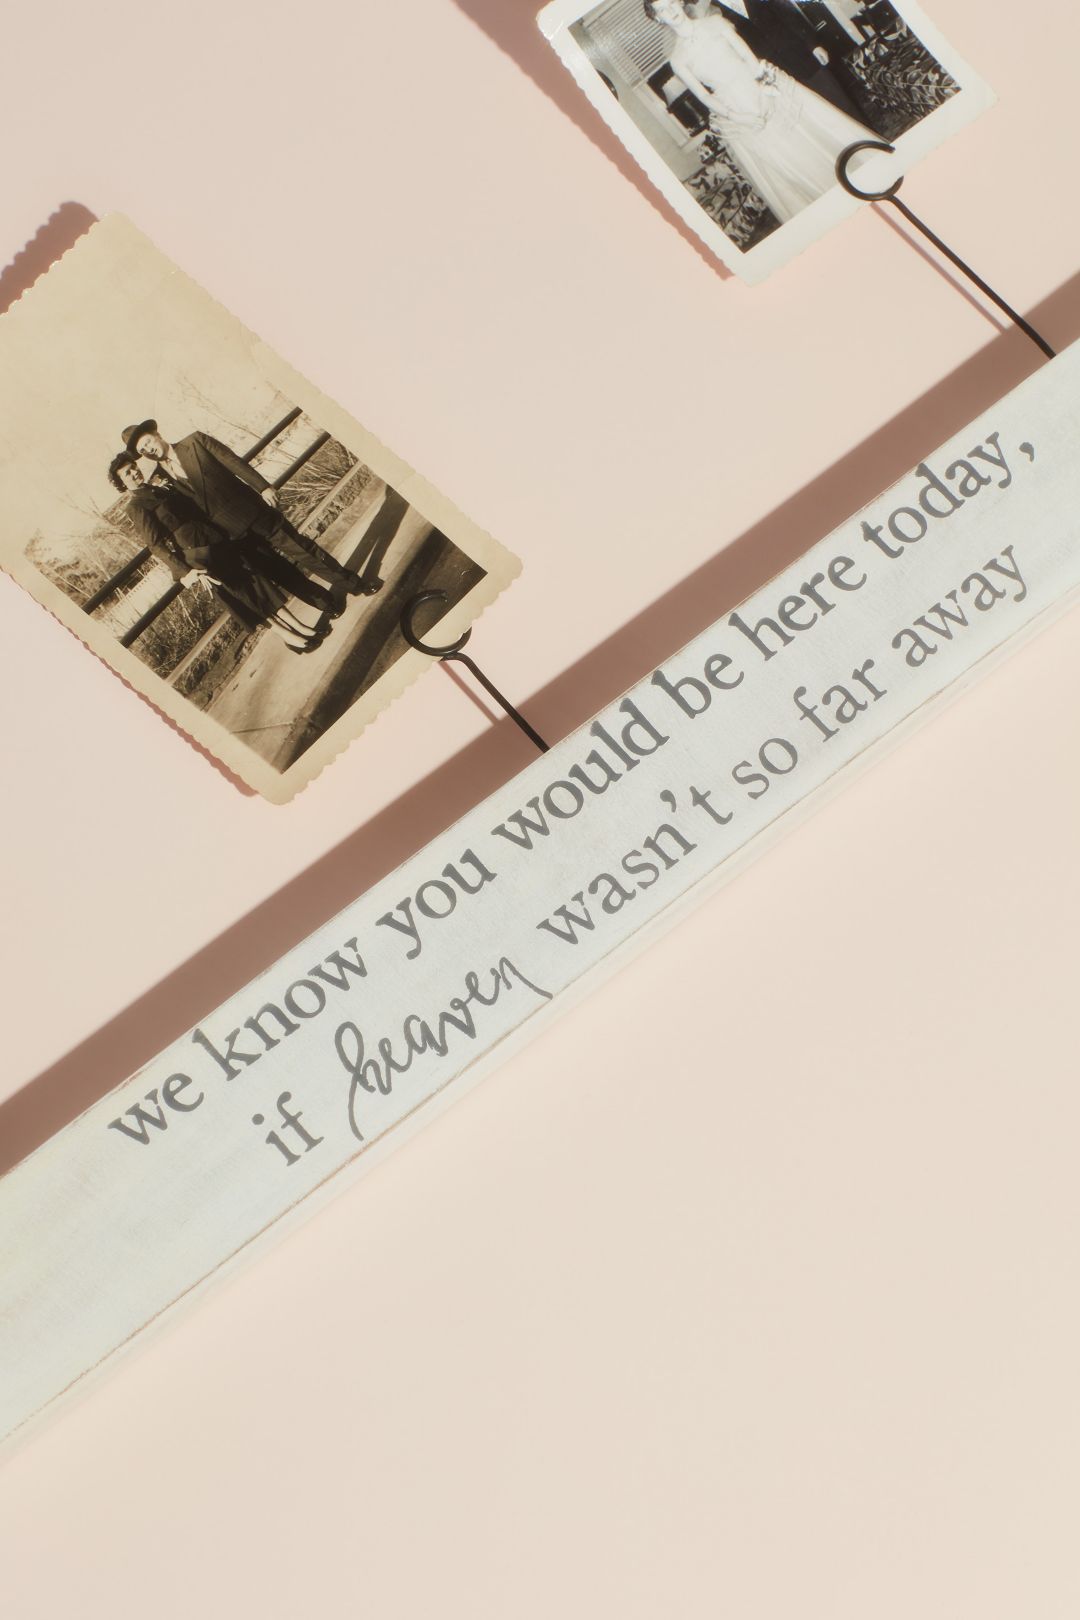 we know you would be here today,
if heaven wasn't so far away